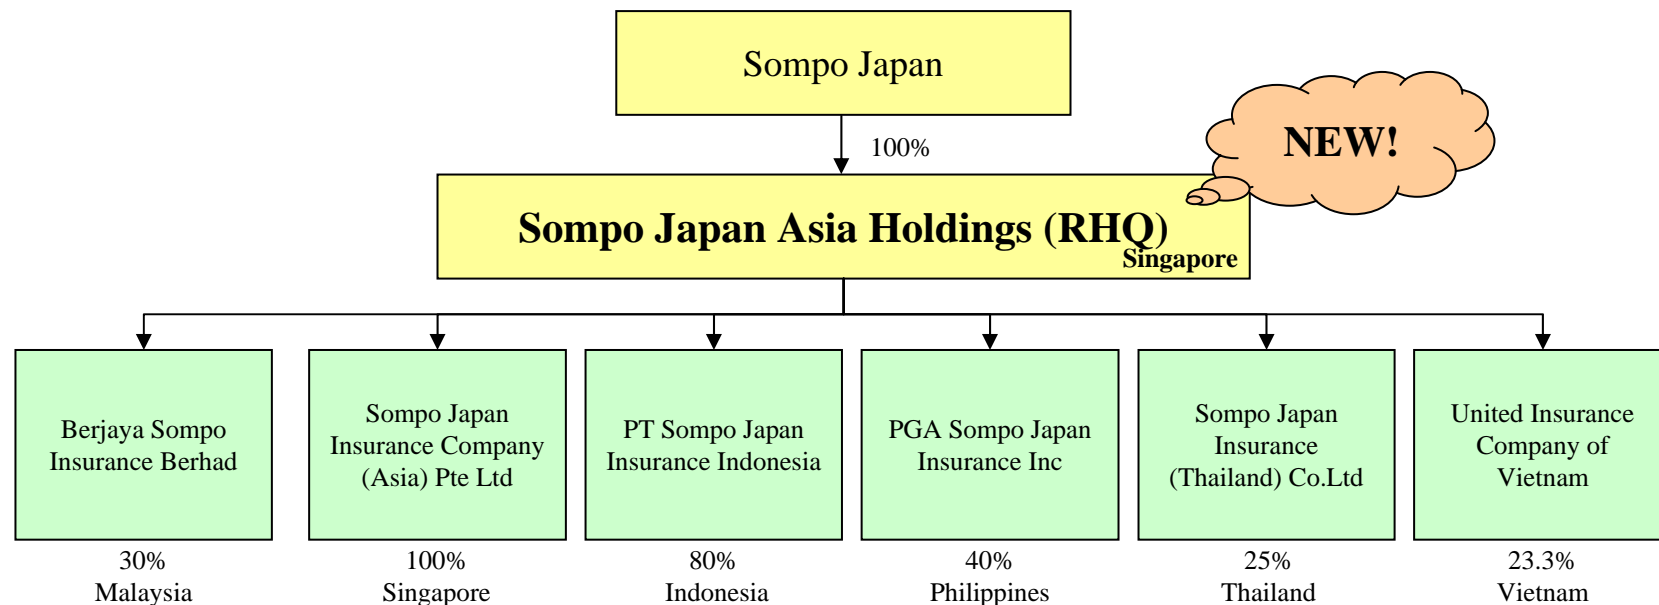 Sompo Japan
100%
NEW!
Sompo Japan Asia Holdings (RHQ)
Singapore
Berjaya Sompo
Insurance Berhad
30%
Malaysia
Sompo Japan
Insurance Company
(Asia) Pte Ltd
100%
Singapore
PT Sompo Japan
Insurance Indonesia
80%
Indonesia
PGA Sompo Japan
Insurance Inc
40%
Philippines
Sompo Japan
Insurance
(Thailand) Co.Ltd
25%
Thailand
United Insurance
Company of
Vietnam
23.3%
Vietnam